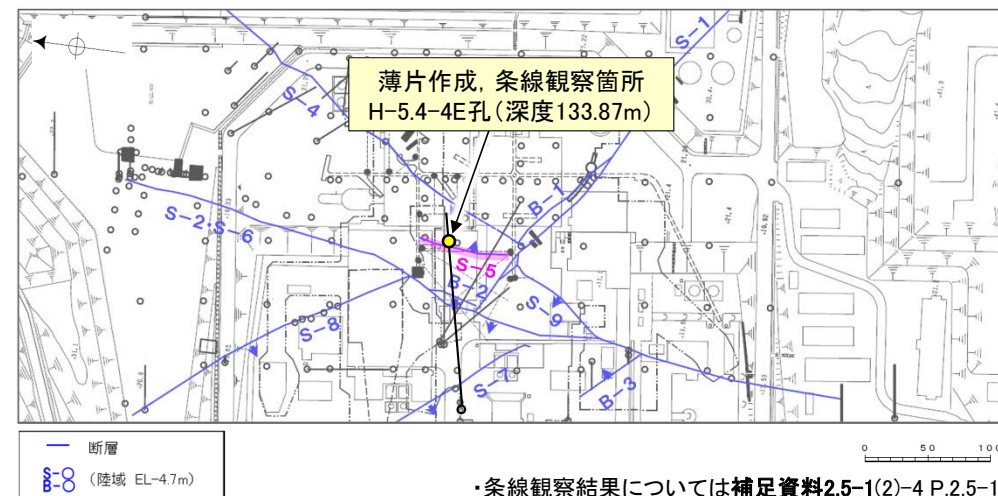 薄片作成, 条線観察箇所
H-5.4-4E孔(深度133.87m)
S-1
S-4
B-1
S-2・S-6
S-5
B-2
S-9
S-8
S-7
B-3
断層
S-○
B-○ (陸域 EL-4.7m)
0 50 100
・条線観察結果については補足資料2.5-1(2)-4 P.2.5-1